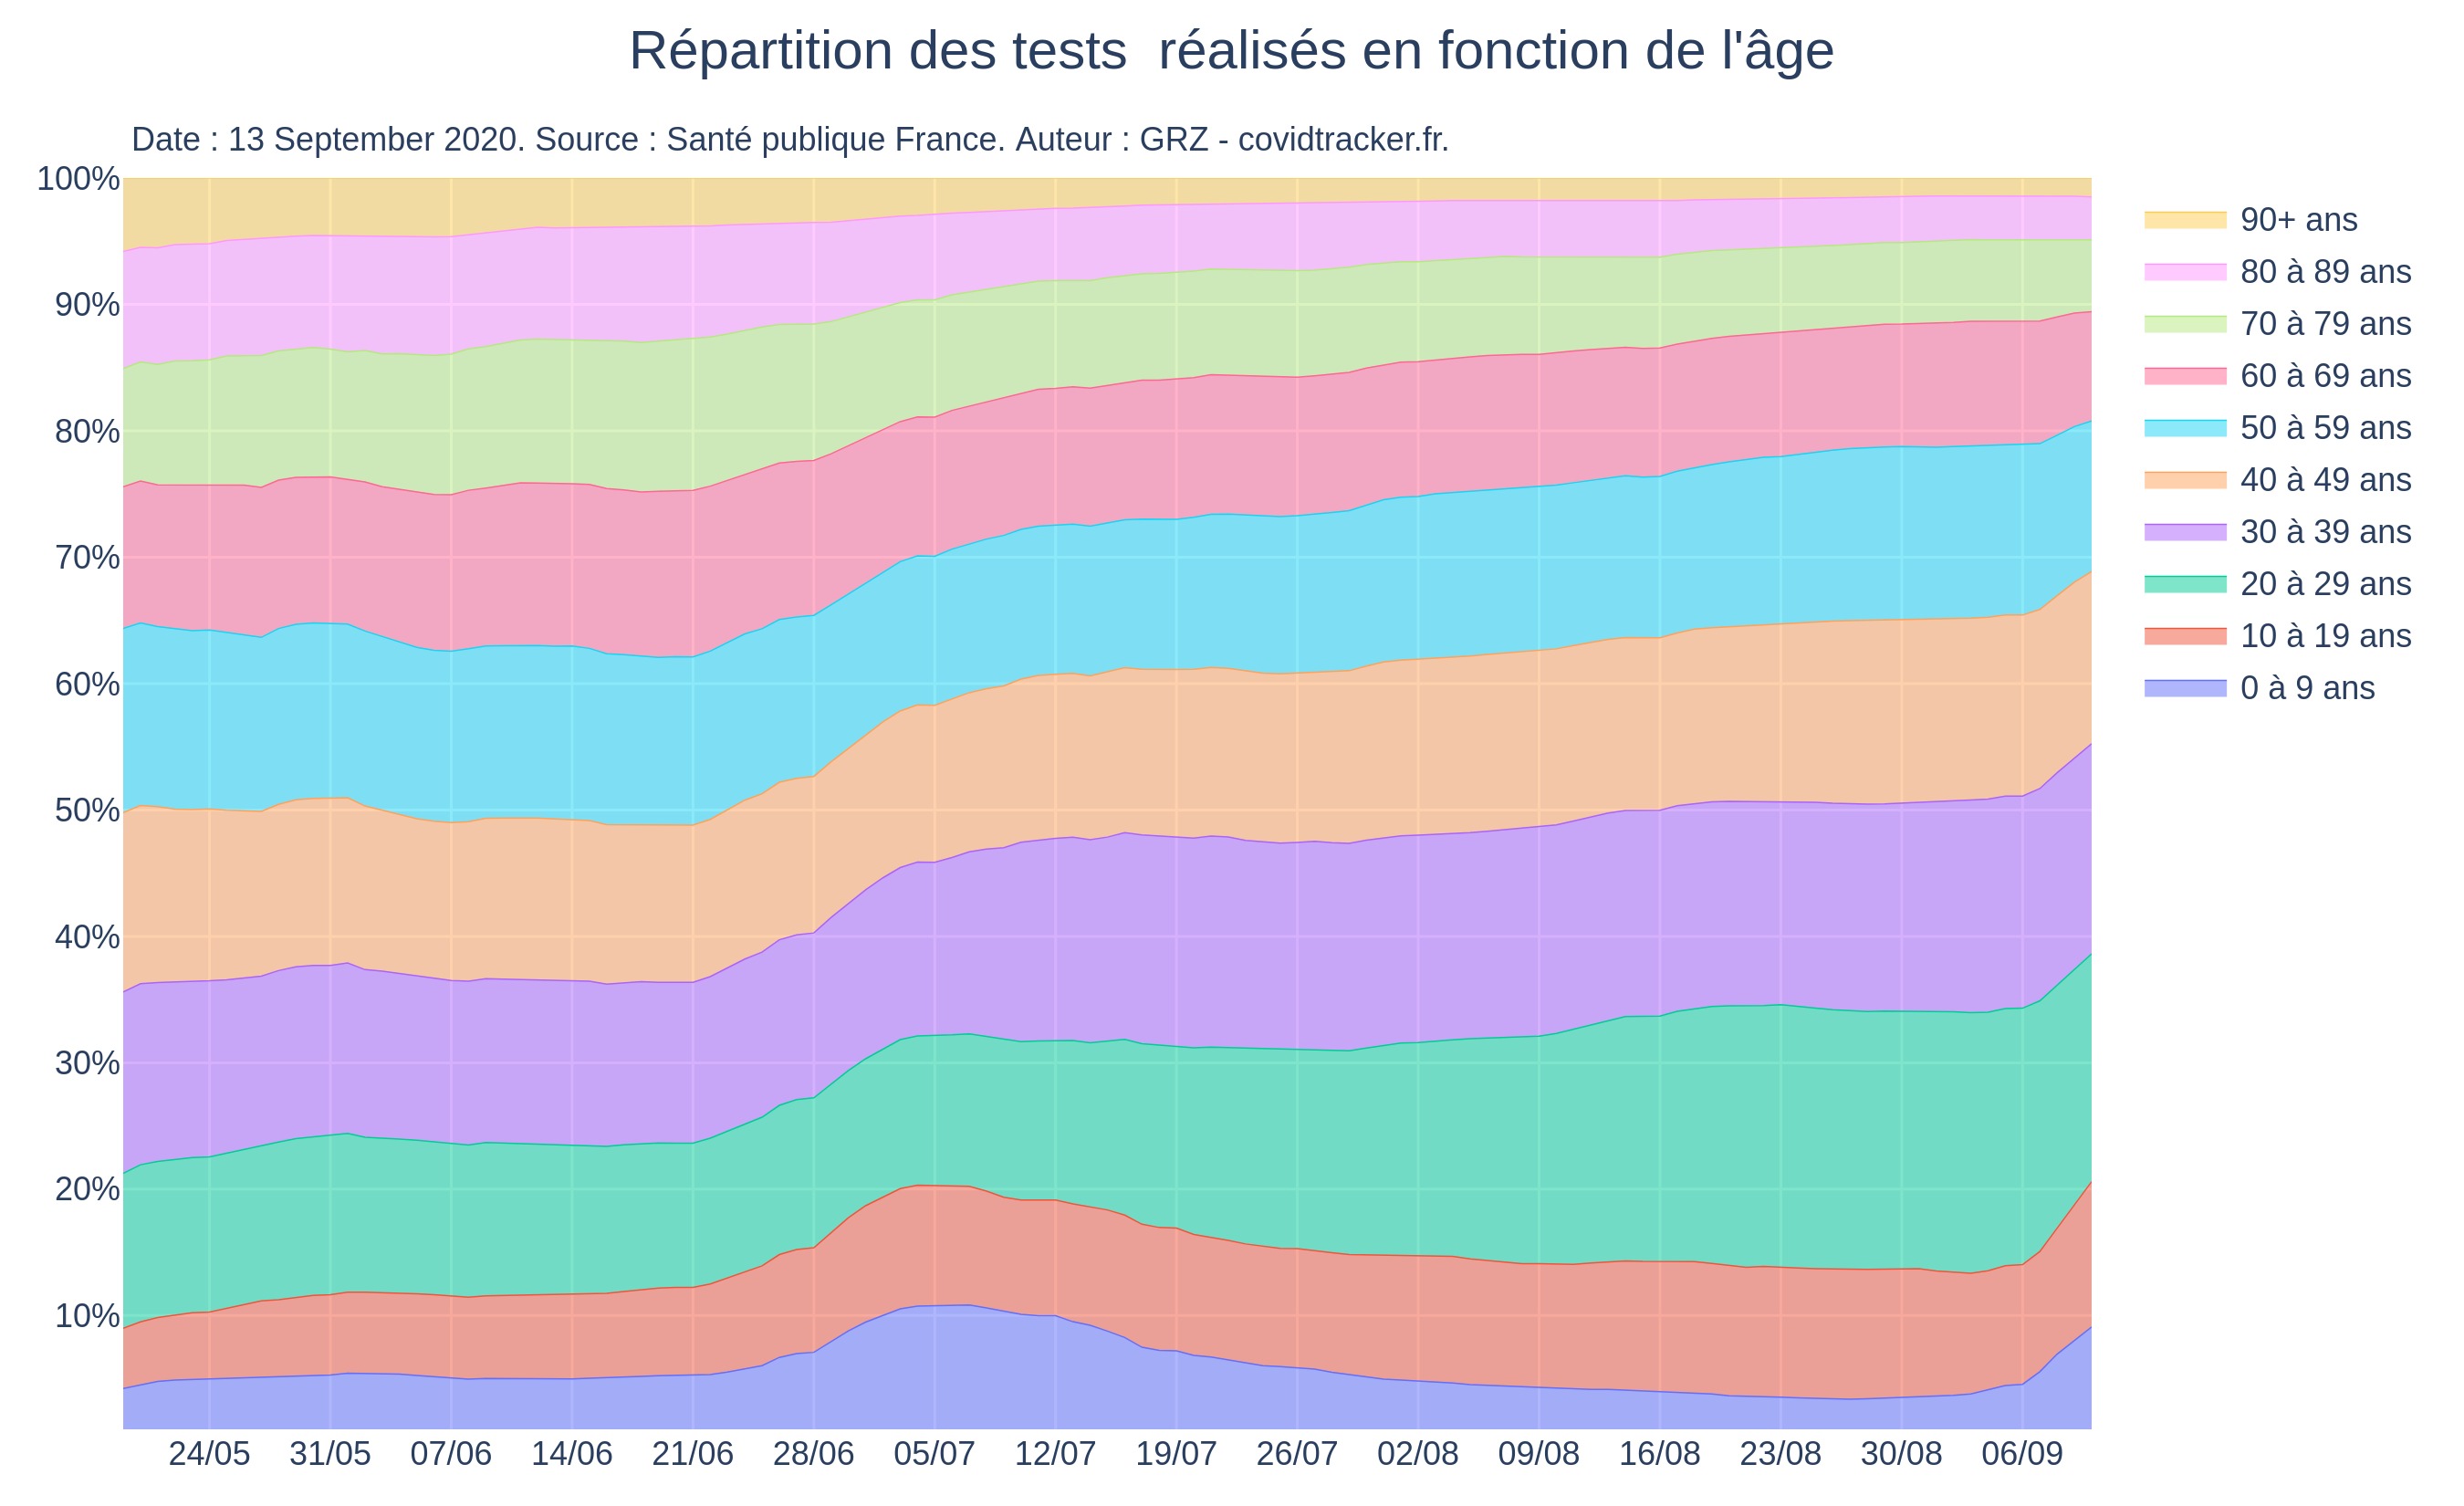 Répartition des tests  réalisés en fonction de l'âge
Date : 13 September 2020. Source : Santé publique France. Auteur : GRZ - covidtracker.fr.
100%
90%
80%
70%
60%
50%
40%
30%
20%
10%
24/05 31/05 07/06 14/06 21/06 28/06 05/07 12/07 19/07 26/07 02/08 09/08 16/08 23/08 30/08 06/09
90+ ans
80 à 89 ans
70 à 79 ans
60 à 69 ans
50 à 59 ans
40 à 49 ans
30 à 39 ans
20 à 29 ans
10 à 19 ans
0 à 9 ans